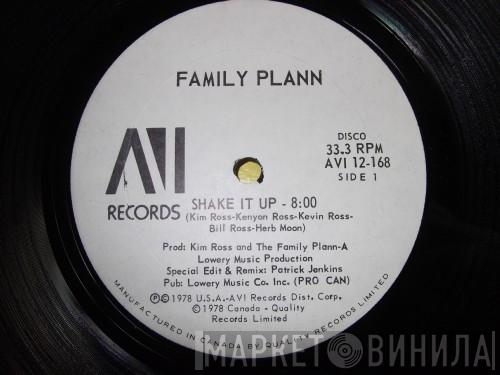 FAMILY PLANN
AVI
RECORDS
DISCO
33.3 RPM
AVI 12-168
SIDE 1
SHAKE IT UP - 8:00
(Kim Ross-Kenyon Ross-Kevin Ross-
Bill Ross-Herb Moon)
Prod: Kim Ross and The Family Plann-A
Lowery Music Production
Special Edit & Remix: Patrick Jenkins
Pub: Lowery Music Co. Inc. (PRO CAN)
Ⓟ©1978 U.S.A.-AVI Records Dist. Corp.
©1978 Canada - Quality
Records Limited
MANUFACTURED IN CANADA BY QUALITY RECORDS LIMITED
МАРКЕТ ВИНИЛА